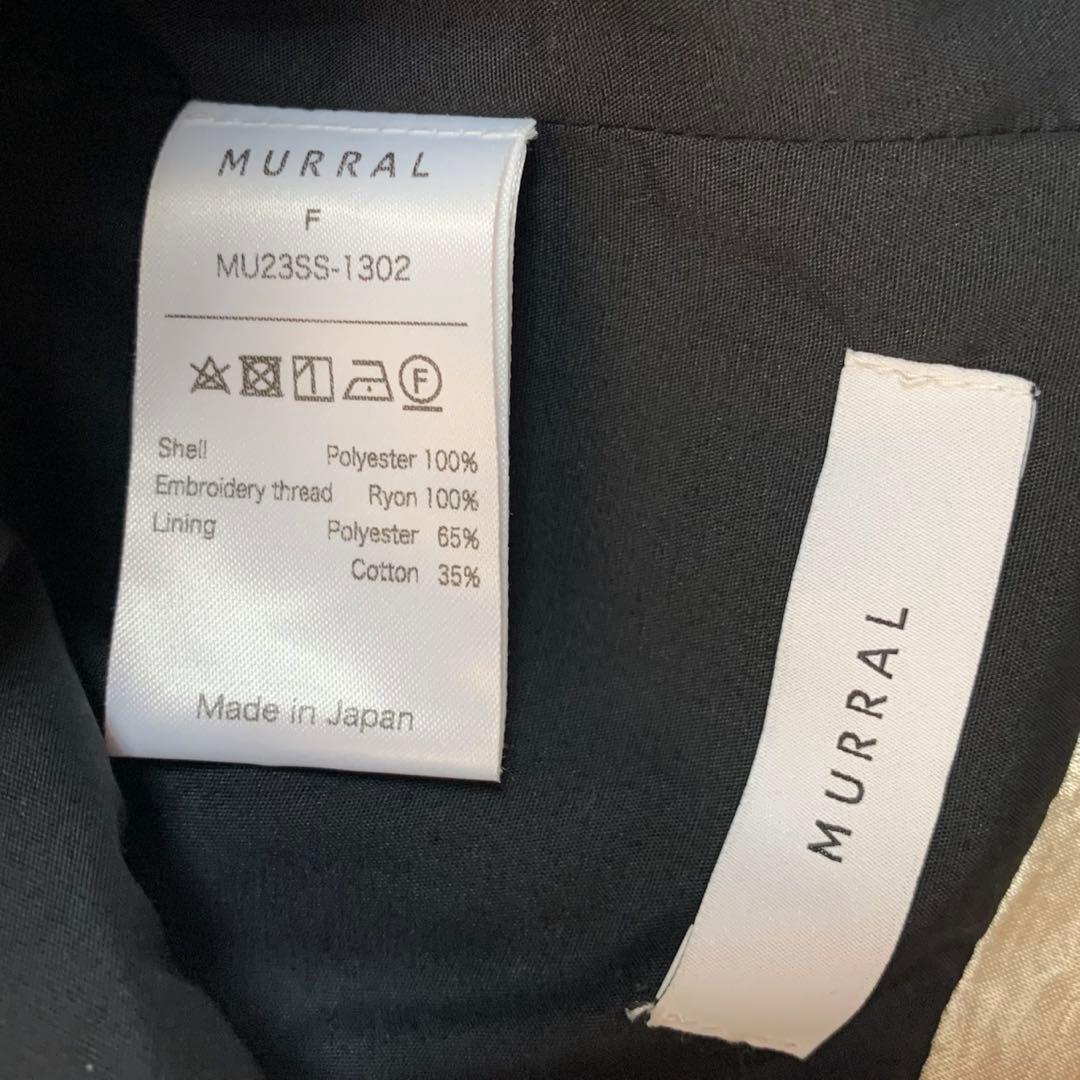 MURRAL
F
MU23SS-1302
F
Shell Polyester 100%
Embroidery thread Ryon 100%
Lining Polyester 65%
Cotton 35%
Made in Japan
MURRAL